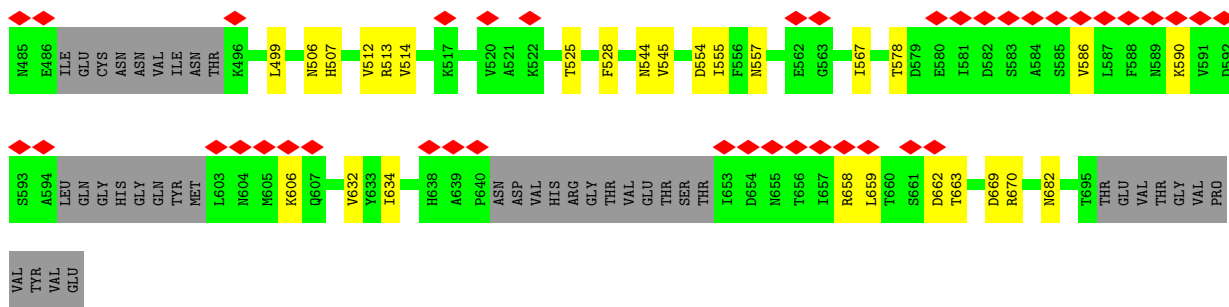 N485 E486 ILE GLU CYS ASN ASN VAL ILE ASN THR K496 L499 N506 H507 V512 R513 V514 K517 V520 A521 K522 T525 F528 N544 V545 D554 I555 F556 N557 E562 G563 I567 T578 D579 E580 I581 D582 S583 A584 S585 V586 L587 F588 N589 K590 V591 D592
S593 A594 LEU GLN GLY HIS GLY GLN TYR MET L603 N604 M605 K606 Q607 V632 Y633 I634 H638 A639 P640 ASN ASP VAL HIS ARG GLY THR VAL GLU THR SER THR I653 D654 N655 T656 I657 R658 L659 T660 S661 D662 T663 D669 R670 N682 T695 THR GLU VAL THR GLY VAL PRO
VAL TYR VAL GLU